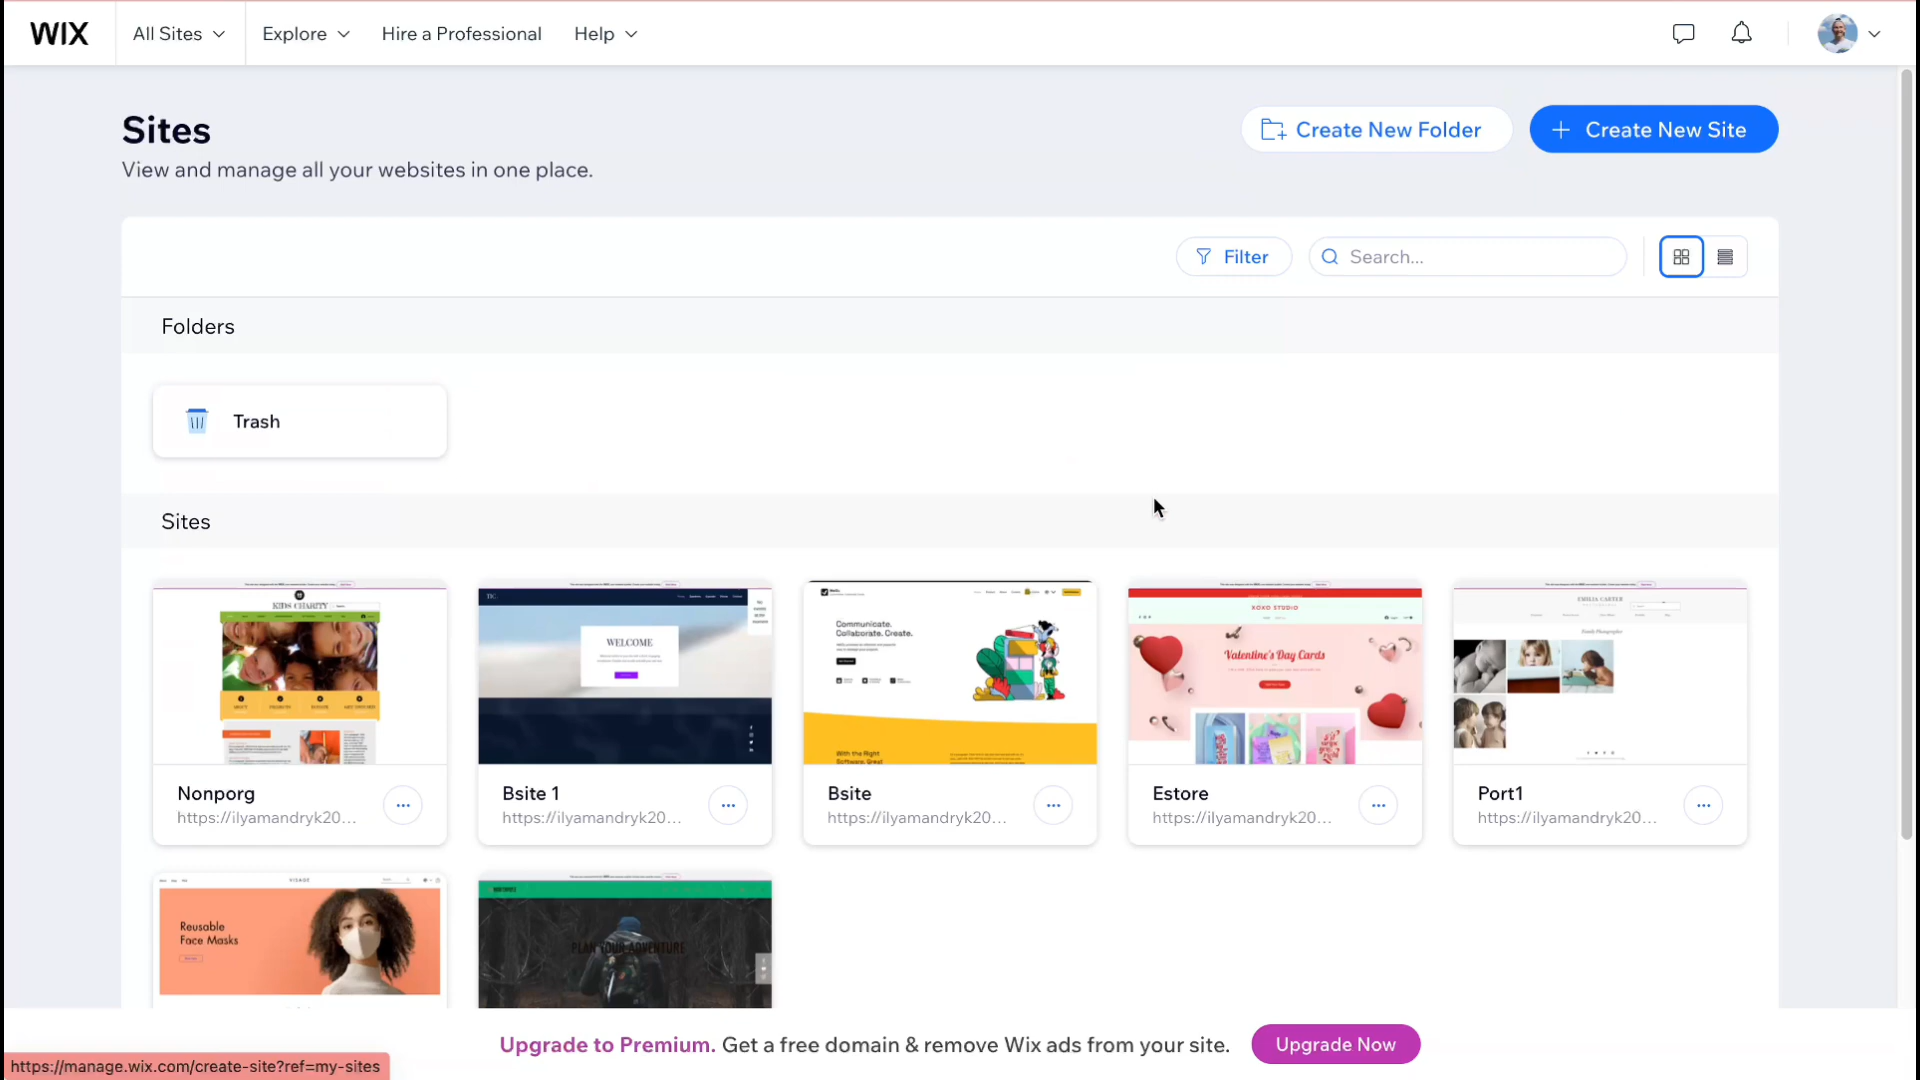 WIX
All Sites
Explore
Hire a Professional
Help
Sites
View and manage all your websites in one place.
Create New Folder
Create New Site
Filter
Search...
Folders
Trash
Sites
KIDS CHARITY
WELCOME
Communicate.
Collaborate. Create.
With the Right
Software, Great
XOXO STUDIO
Valentine's Day Cards
EMILIA CARTER
Family Photographer
Nonporg
https://ilyamandryk20...
Bsite 1
https://ilyamandryk20...
Bsite
https://ilyamandryk20...
Estore
https://ilyamandryk20...
Port1
https://ilyamandryk20...
VISAGE
Reusable
Face Masks
PLAN YOUR ADVENTURE
Upgrade to Premium. Get a free domain & remove Wix ads from your site.
Upgrade Now
https://manage.wix.com/create-site?ref=my-sites